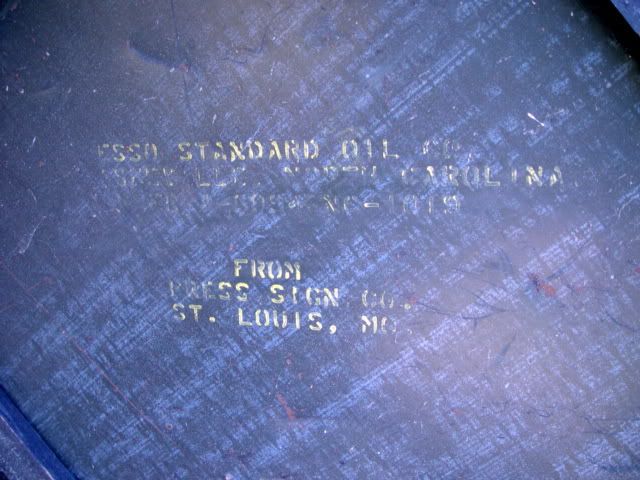 ESSO STANDARD OIL CO.
NORTH CAROLINA
FROM
PRESS SIGN CO.
ST. LOUIS, MO.